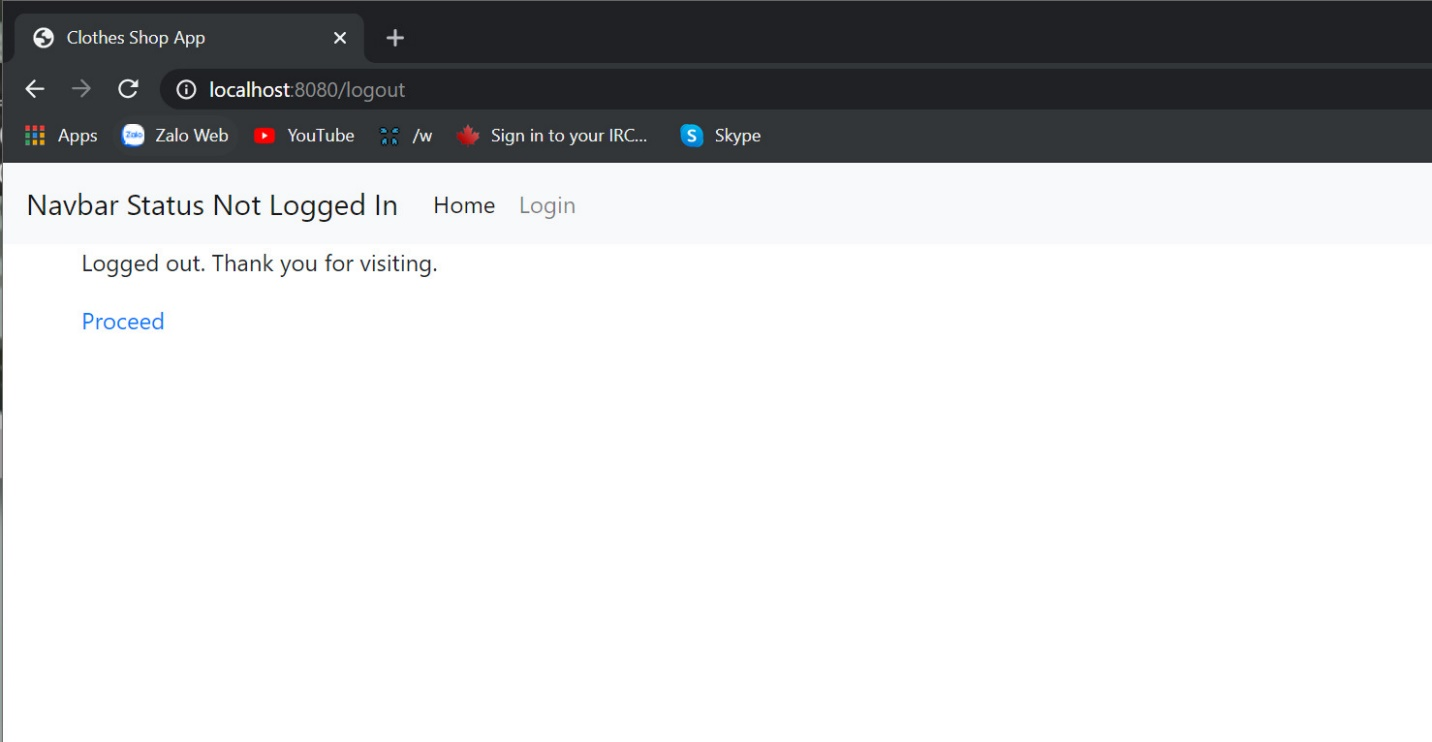 Clothes Shop App
localhost:8080/logout
Apps Zalo Zalo Web YouTube /w Sign in to your IRC... S Skype
Navbar Status Not Logged In Home Login
Logged out. Thank you for visiting.
Proceed